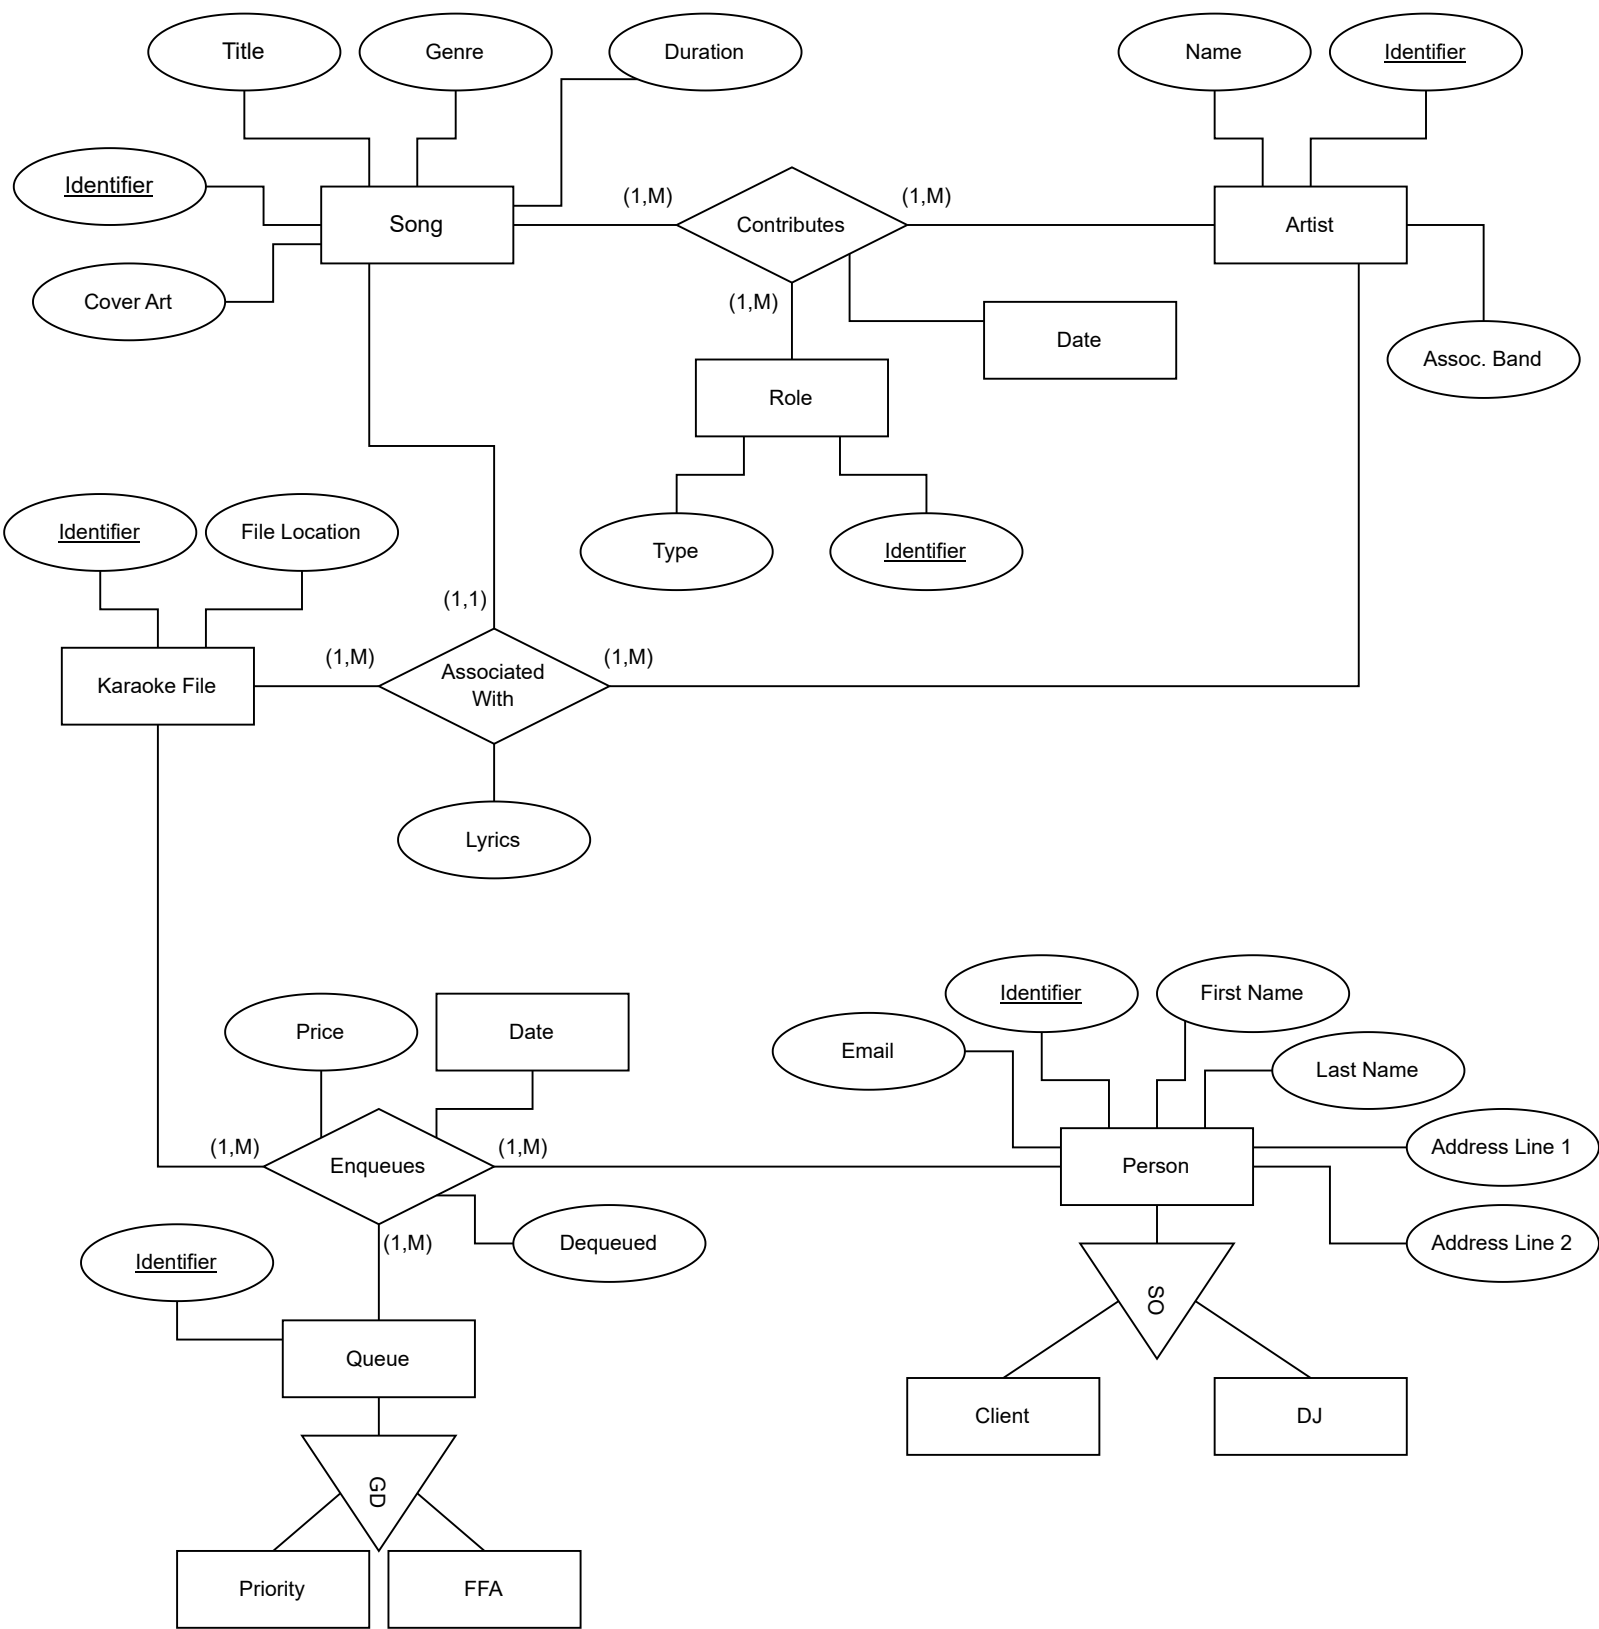 Title
Genre
Duration
Name
Identifier
Identifier
Song
(1,M)
Contributes
(1,M)
Artist
Cover Art
(1,M)
Date
Assoc. Band
Role
Identifier
File Location
Type
Identifier
(1,1)
Karaoke File
(1,M)
Associated
With
(1,M)
Lyrics
Price
Date
Identifier
First Name
Email
Last Name
(1,M)
Enqueues
(1,M)
Person
Address Line 1
Identifier
(1,M)
Dequeued
Address Line 2
SO
Queue
Client
DJ
GD
Priority
FFA